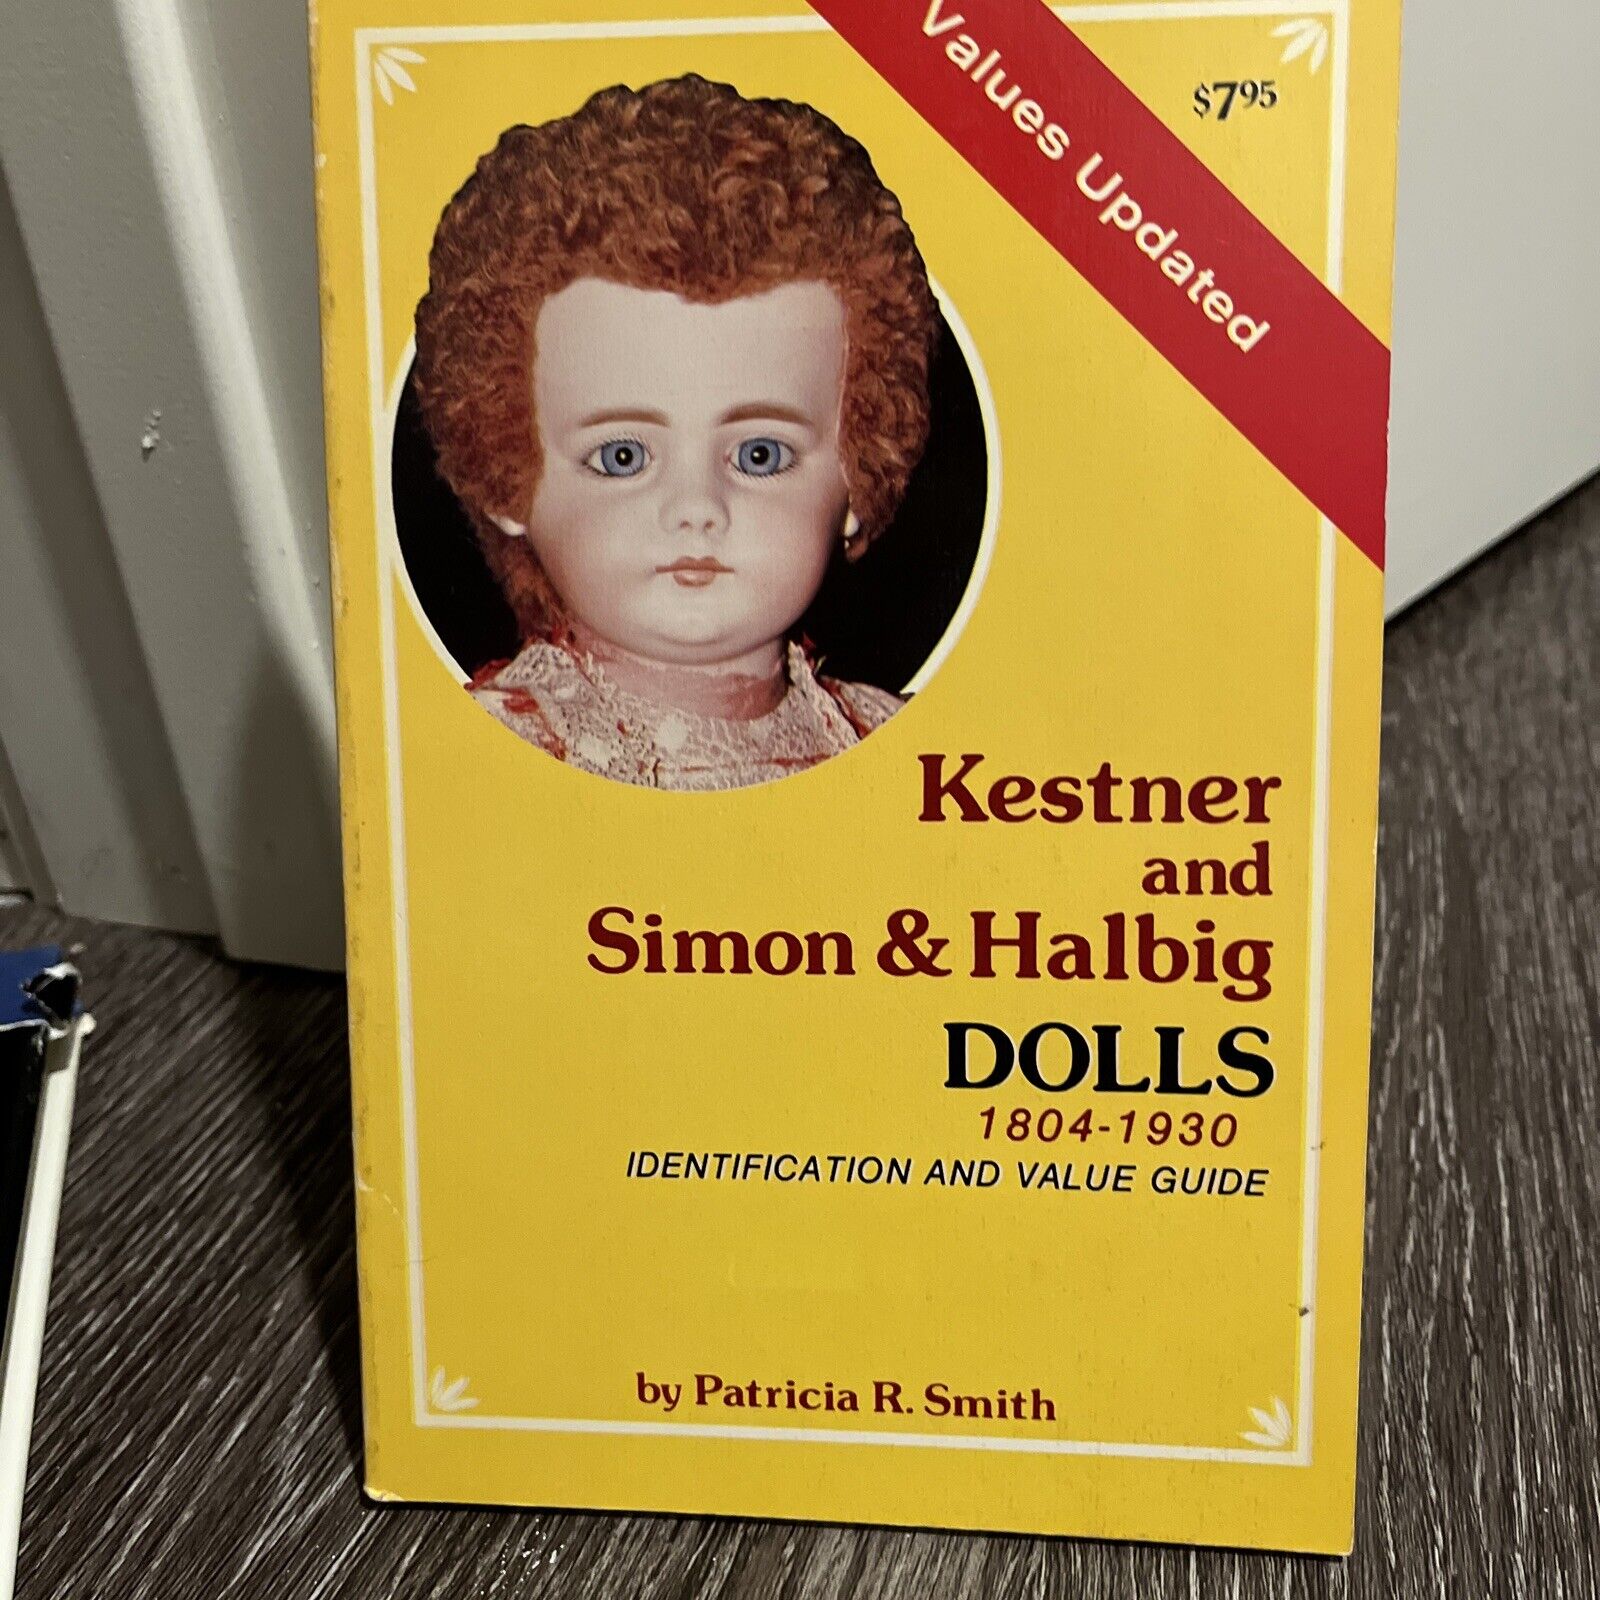 Values Updated
$7.95
Kestner
and
Simon & Halbig
DOLLS
1804-1930
IDENTIFICATION AND VALUE GUIDE
by Patricia R. Smith